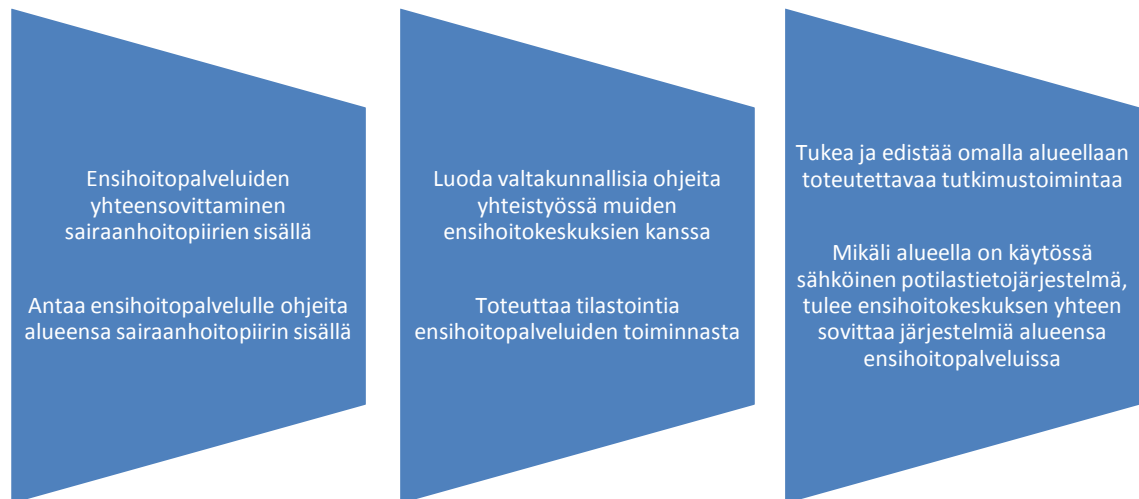 Ensihoitopalveluiden
yhteensovittaminen
sairaanhoitopiirien sisällä
Antaa ensihoitopalvelulle ohjeita
alueensa sairaanhoitopiirin sisällä
Luoda valtakunnallisia ohjeita
yhteistyössä muiden
ensihoitokeskuksien kanssa
Toteuttaa tilastointia
ensihoitopalveluiden toiminnasta
Tukea ja edistää omalla alueellaan
toteutettavaa tutkimustoimintaa
Mikäli alueella on käytössä
sähköinen potilastietojärjestelmä,
tulee ensihoitokeskuksen yhteen
sovittaa järjestelmiä alueensa
ensihoitopalveluissa